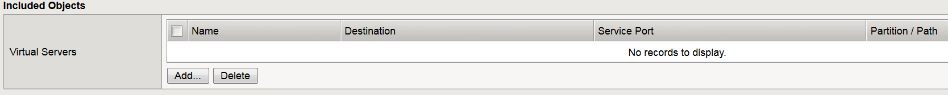 Included Objects
Name Destination Service Port Partition / Path
Virtual Servers
No records to display.
Add... Delete